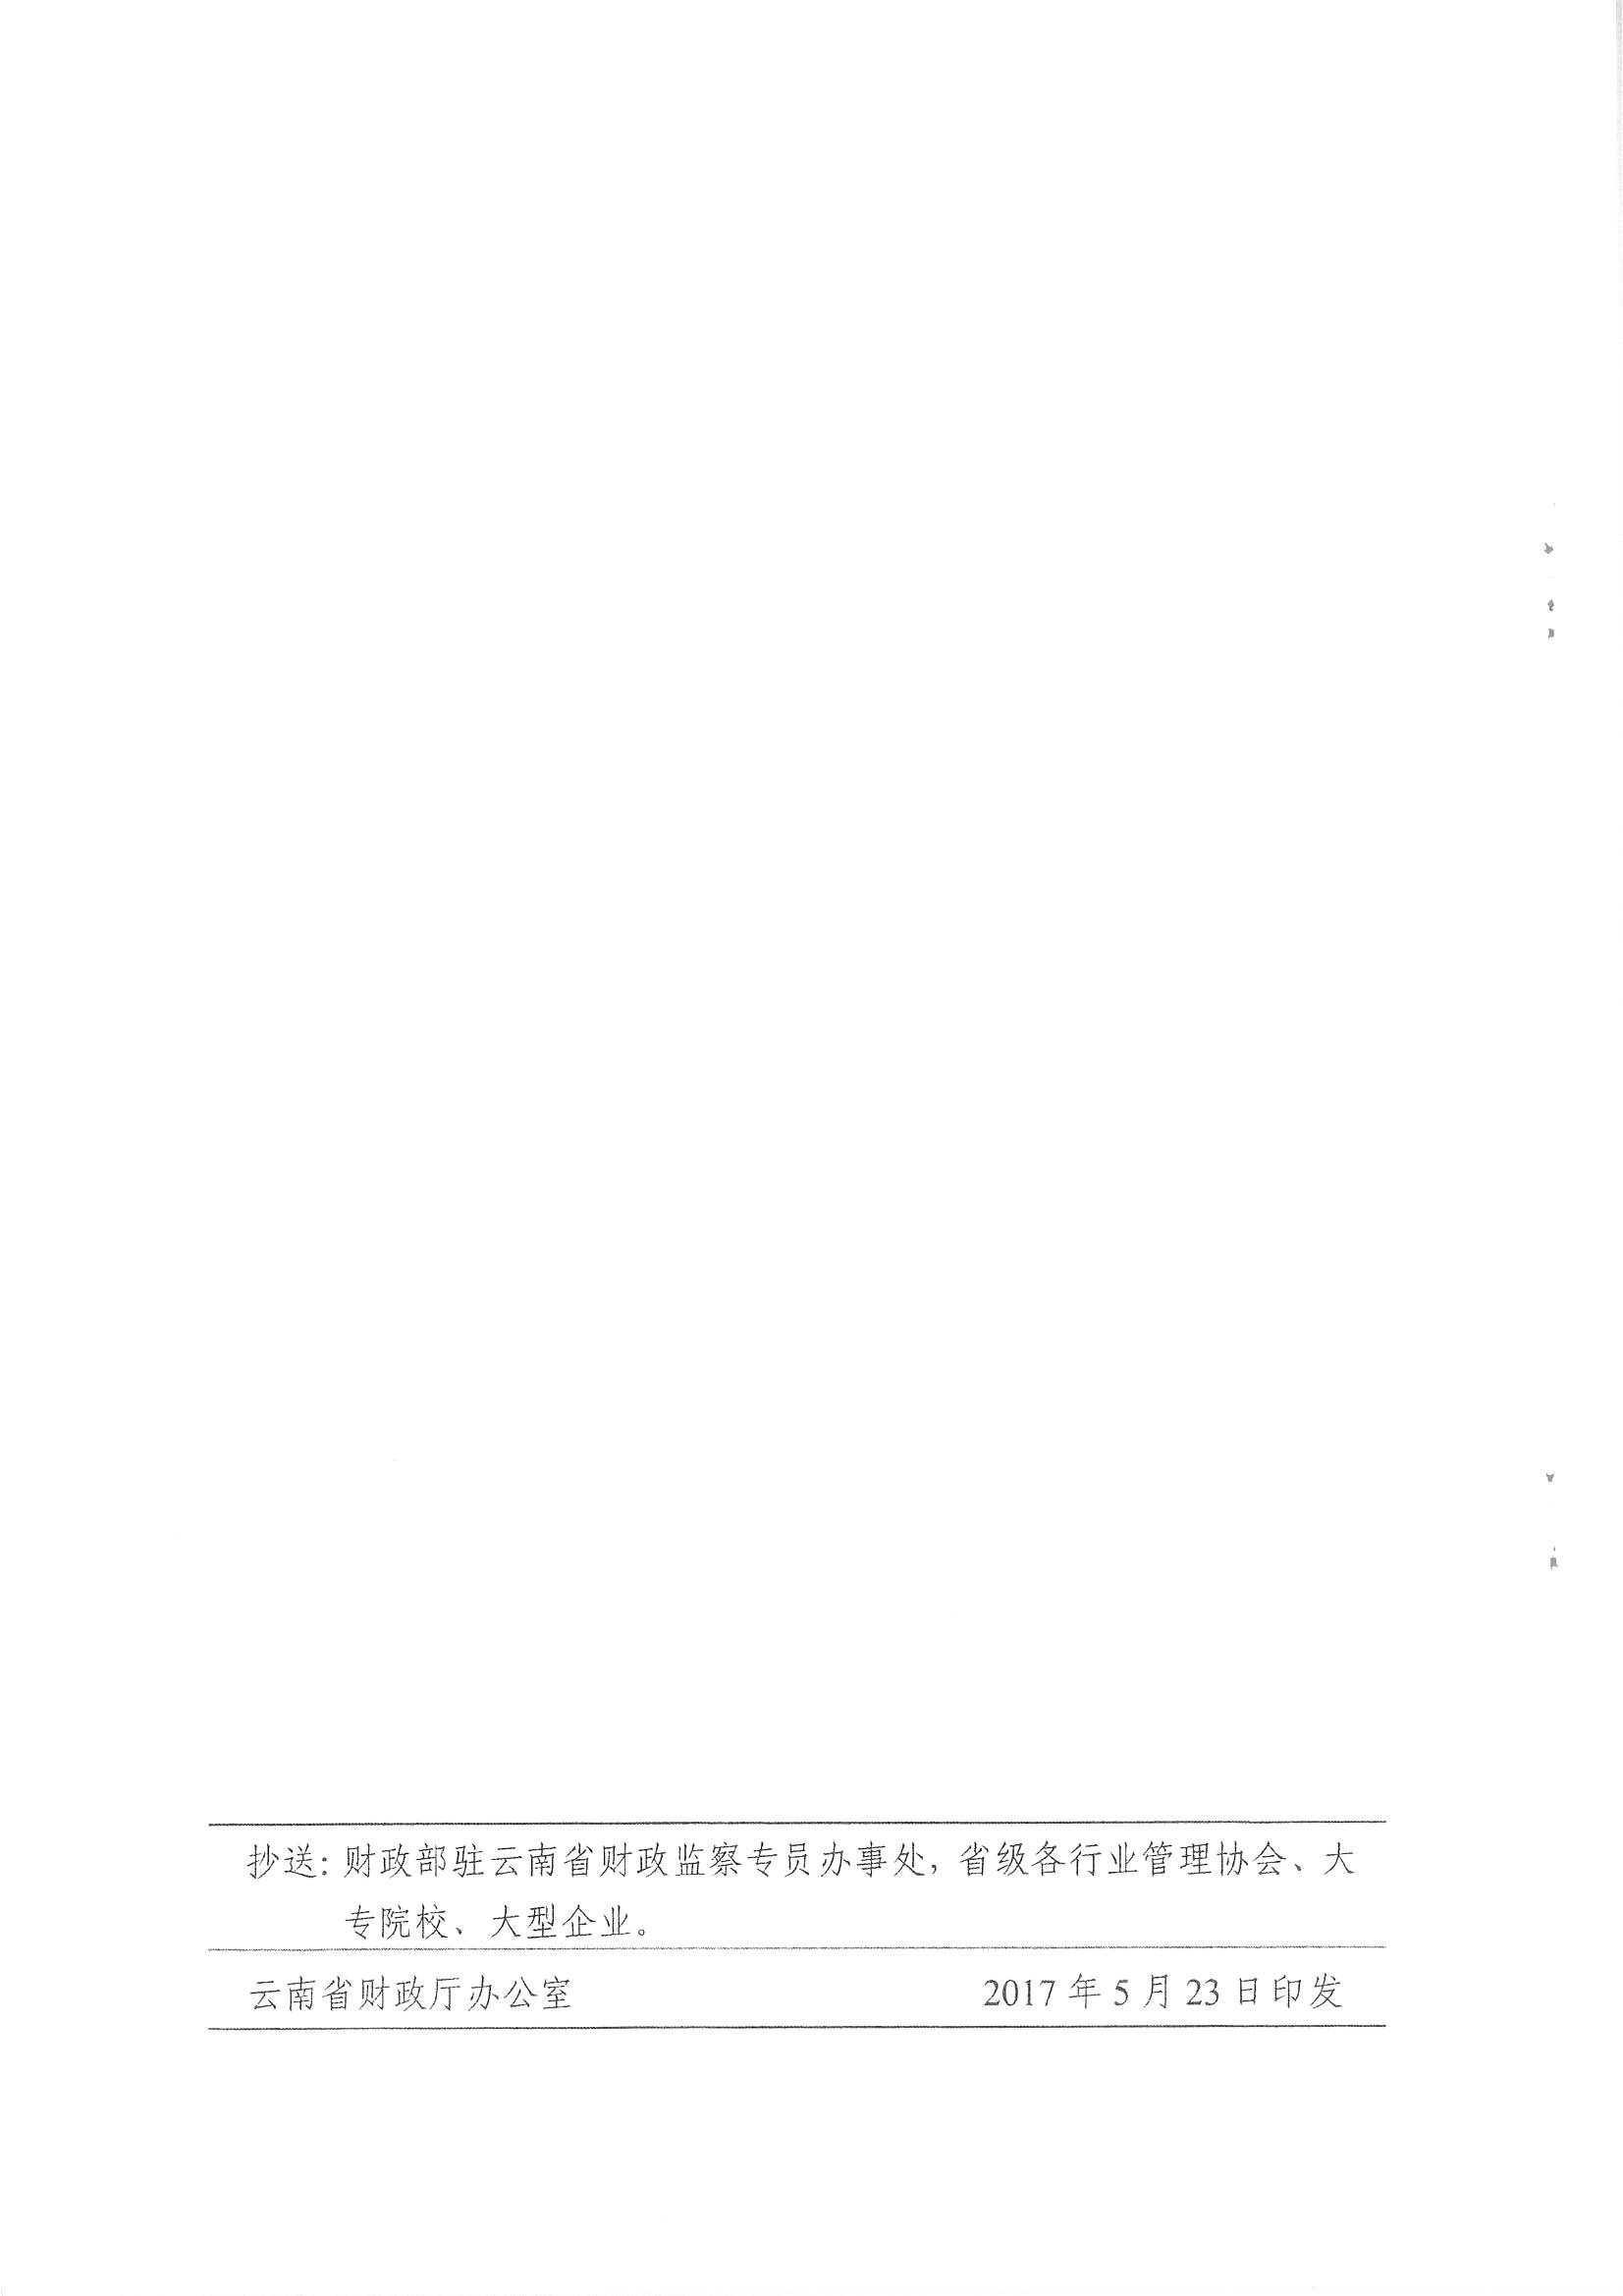 抄送：财政部驻云南省财政监察专员办事处，省级各行业管理协会、大
专院校、大型企业。
云南省财政厅办公室 2017年5月23日印发